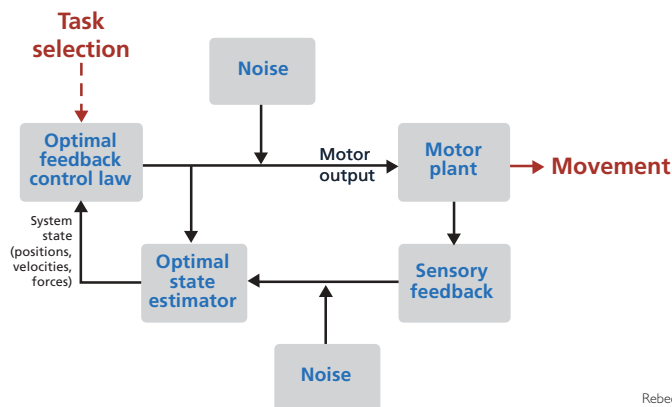 Task
selection
Noise
Optimal
feedback
control law
Motor
output
Motor
plant
Movement
System
state
(positions,
velocities,
forces)
Optimal
state
estimator
Sensory
feedback
Noise